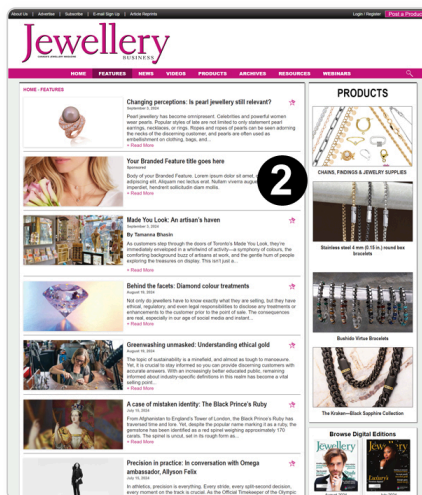 About Us | Advertise | Subscribe | E-mail Sign Up | Article Reprints
Login / Register
Post a Product
Jewellery
BUSINESS
HOME FEATURES NEWS VIDEOS PRODUCTS ARCHIVES RESOURCES WEBINARS
HOME › FEATURES
Changing perceptions: Is pearl jewellery still relevant?
September 3, 2024
Pearl jewellery has become omnipresent. Celebrities and powerful women
wear pearls. Popular styles of late are not limited to only statement pearl
earrings, necklaces, or rings. Ropes and ropes of pearls can be seen adorning
the necks of the discerning customer, and pearls are often used as
embellishment on clothing, bags, and...
» Read More
Your Branded Feature title goes here
Sponsored
Body of your Branded Feature. Lorem ipsum dolor sit amet,
adipiscing elit. Aliquam nec lectus erat. Nullam viverra augue
imperdiet, hendrerit sollicitudin diam mollis.
» Read More
2
Made You Look: An artisan's haven
September 3, 2024
By Tamanna Bhasin
As customers step through the doors of Toronto's Made You Look, they're
immediately enveloped in a whirlwind of activity—a symphony of colours, the
comforting background buzz of artisans at work, and the gentle hum of people
exploring the treasures on display. This isn't just a...
» Read More
Behind the facets: Diamond colour treatments
August 16, 2024
Not only do jewellers have to know exactly what they are selling, but they have
ethical, regulatory, and even legal responsibilities to disclose any treatments or
enhancements to the customer prior to the point of sale. The consequences
are real, especially in our age of social media and instant...
» Read More
Greenwashing unmasked: Understanding ethical gold
August 16, 2024
The topic of sustainability is a minefield, and almost as tough to manoeuvre.
Yet, it is crucial to stay informed so you can provide discerning customers with
accurate answers. With an increasingly better educated public, remaining
informed about industry-specific definitions in this realm has become a vital
selling point...
» Read More
A case of mistaken identity: The Black Prince's Ruby
July 10, 2024
From Afghanistan to England's Tower of London, the Black Prince's Ruby has
traversed time and lore. Yet, despite the popular name marking it as a ruby, the
gemstone has been identified as a red spinel weighing approximately 170
carats. The spinel is uncut, set in its rough form as...
» Read More
Precision in practice: In conversation with Omega
ambassador, Allyson Felix
July 10, 2024
In athletics, precision is everything. Every stride, every split-second decision,
every moment on the track is crucial. As the Official Timekeeper of the Olympic
PRODUCTS
CHAINS, FINDINGS & JEWELRY SUPPLIES
Stainless steel 4 mm (0.15 in.) round box
bracelets
Bushido Virtue Bracelets
The Kraken—Black Sapphire Collection
Browse Digital Editions
Jewellery
Jewellery